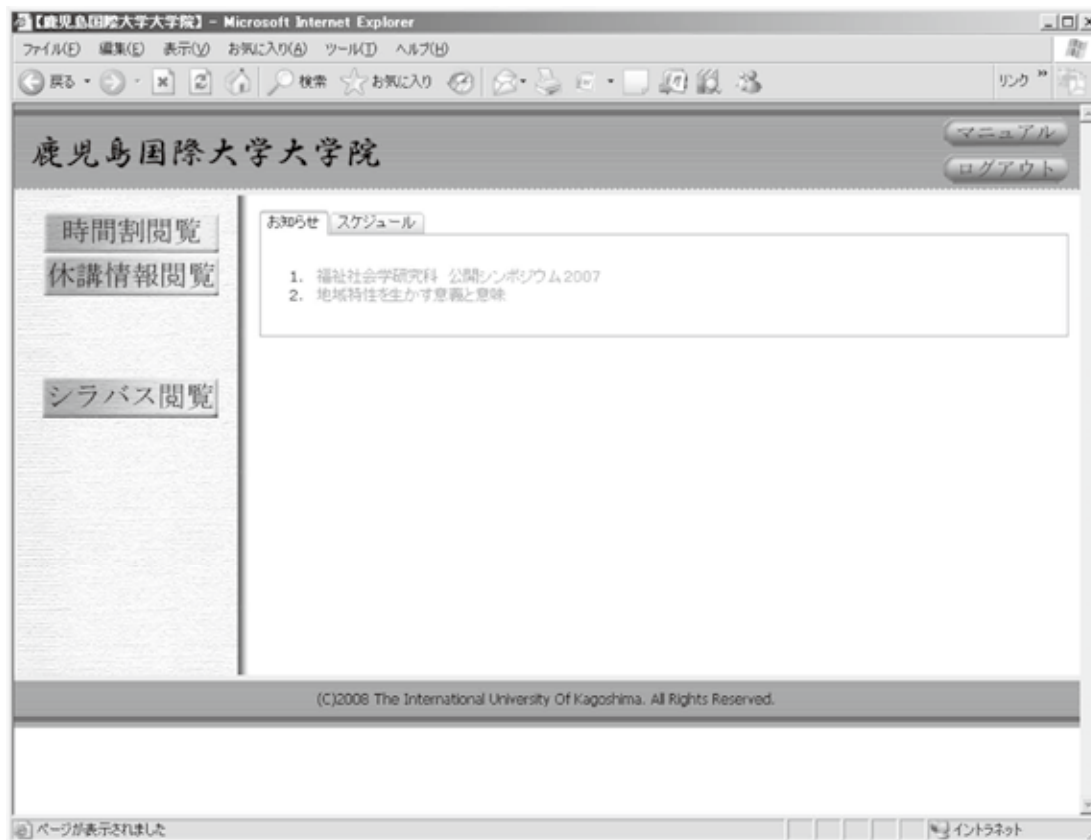 【鹿児島国際大学大学院】 - Microsoft Internet Explorer
ファイル(F) 編集(E) 表示(V) お気に入り(A) ツール(T) ヘルプ(H)
戻る 検索 お気に入り リンク »
鹿児島国際大学大学院
マニュアル
ログアウト
時間割閲覧
休講情報閲覧
シラバス閲覧
お知らせ スケジュール
1. 福祉社会学研究科 公開シンポジウム2007
2. 地域特性を生かす意義と意味
(C)2008 The International University Of Kagoshima. All Rights Reserved.
ページが表示されました イントラネット